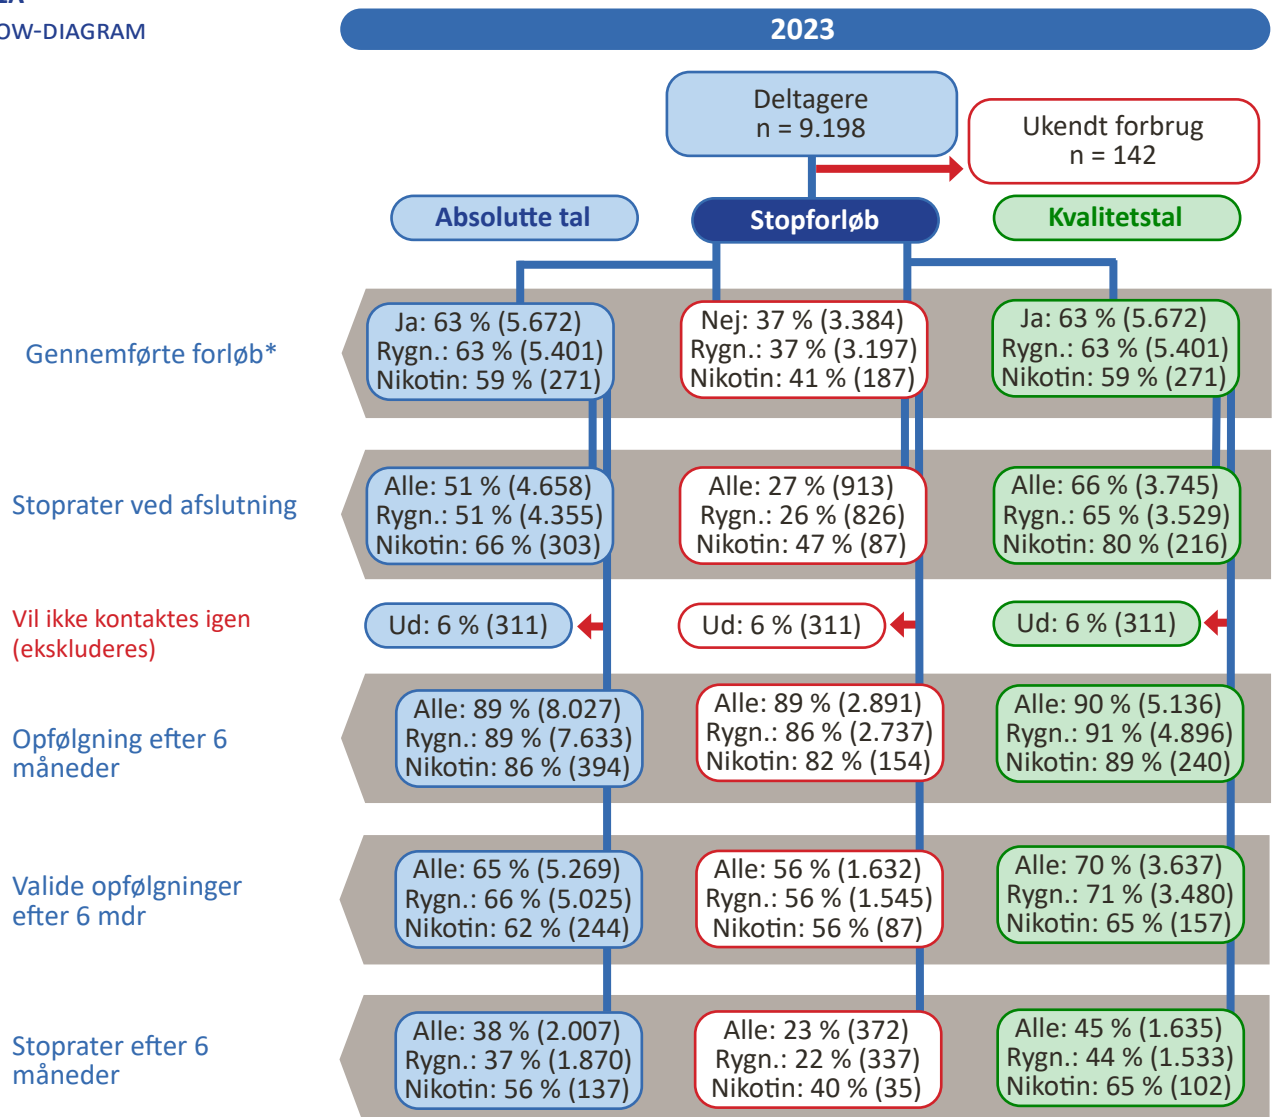 OW-DIAGRAM
2023
Deltagere
n = 9.198
Ukendt forbrug
n = 142
Absolutte tal
Stopforløb
Kvalitetstal
Gennemførte forløb*
Ja: 63 % (5.672)
Rygn.: 63 % (5.401)
Nikotin: 59 % (271)
Nej: 37 % (3.384)
Rygn.: 37 % (3.197)
Nikotin: 41 % (187)
Ja: 63 % (5.672)
Rygn.: 63 % (5.401)
Nikotin: 59 % (271)
Stoprater ved afslutning
Alle: 51 % (4.658)
Rygn.: 51 % (4.355)
Nikotin: 66 % (303)
Alle: 27 % (913)
Rygn.: 26 % (826)
Nikotin: 47 % (87)
Alle: 66 % (3.745)
Rygn.: 65 % (3.529)
Nikotin: 80 % (216)
Vil ikke kontaktes igen
(ekskluderes)
Ud: 6 % (311)
Ud: 6 % (311)
Ud: 6 % (311)
Opfølgning efter 6
måneder
Alle: 89 % (8.027)
Rygn.: 89 % (7.633)
Nikotin: 86 % (394)
Alle: 89 % (2.891)
Rygn.: 86 % (2.737)
Nikotin: 82 % (154)
Alle: 90 % (5.136)
Rygn.: 91 % (4.896)
Nikotin: 89 % (240)
Valide opfølgninger
efter 6 mdr
Alle: 65 % (5.269)
Rygn.: 66 % (5.025)
Nikotin: 62 % (244)
Alle: 56 % (1.632)
Rygn.: 56 % (1.545)
Nikotin: 56 % (87)
Alle: 70 % (3.637)
Rygn.: 71 % (3.480)
Nikotin: 65 % (157)
Stoprater efter 6
måneder
Alle: 38 % (2.007)
Rygn.: 37 % (1.870)
Nikotin: 56 % (137)
Alle: 23 % (372)
Rygn.: 22 % (337)
Nikotin: 40 % (35)
Alle: 45 % (1.635)
Rygn.: 44 % (1.533)
Nikotin: 65 % (102)